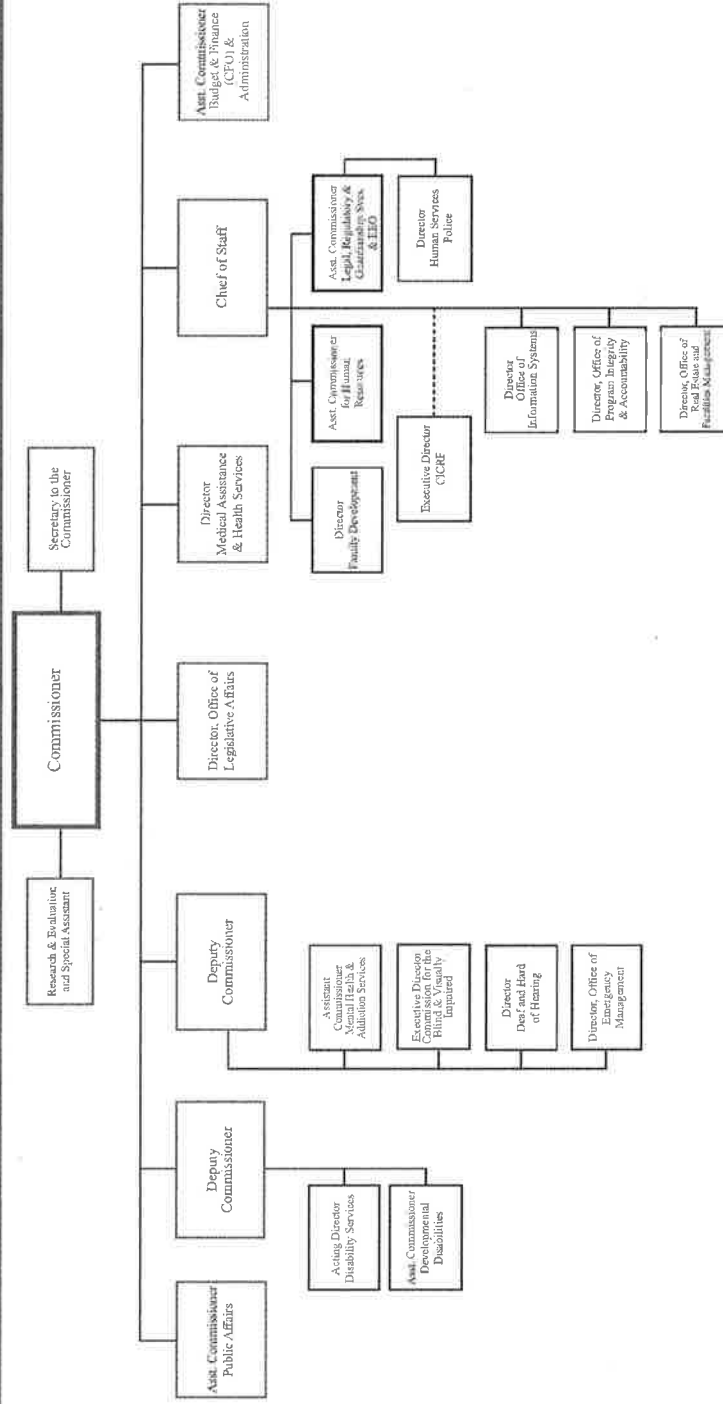 Research & Evaluation
and Special Assistant
Commissioner
Secretary to the
Commissioner
Asst. Commissioner
Public Affairs
Deputy
Commissioner
Deputy
Commissioner
Director, Office of
Legislative Affairs
Director
Medical Assistance
& Health Services
Chief of Staff
Asst. Commissioner
Budget & Finance
(CFO) &
Administration
Acting Director
Disability Services
Asst. Commissioner
Developmental
Disabilities
Assistant
Commissioner
Mental Health &
Addiction Services
Executive Director
Commission for the
Blind & Visually
Impaired
Director
Deaf and Hard
of Hearing
Director, Office of
Emergency
Management
Director
Family Development
Asst. Commissioner
for Human
Resources
Asst. Commissioner
Legal, Regulatory &
Guardianship Svcs.
& EEO
Director
Human Services
Police
Executive Director
CICRF
Director
Office of
Information Systems
Director, Office of
Program Integrity
& Accountability
Director, Office of
Real Estate and
Facilities Management